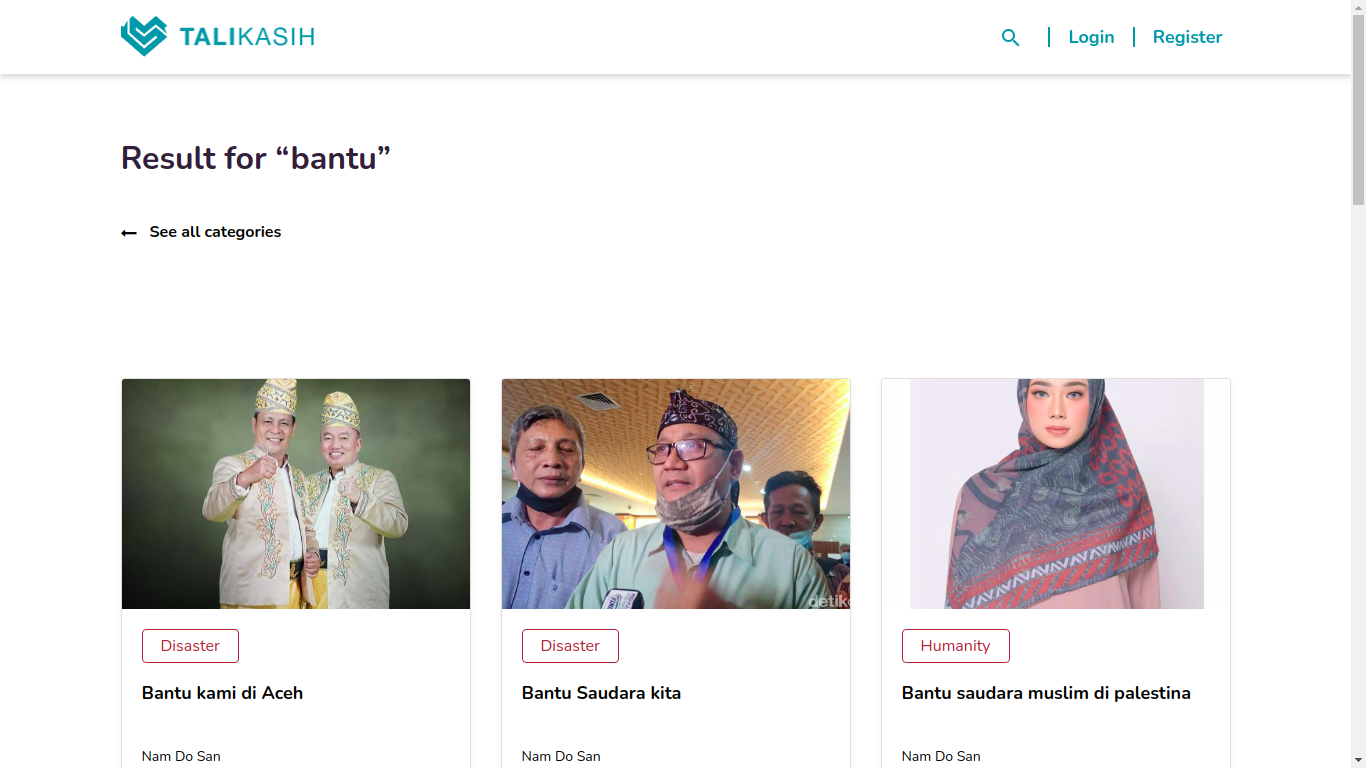 TALIKASIH
Login
Register
Result for “bantu”
See all categories
detik
Disaster
Disaster
Humanity
Bantu kami di Aceh
Bantu Saudara kita
Bantu saudara muslim di palestina
Nam Do San
Nam Do San
Nam Do San